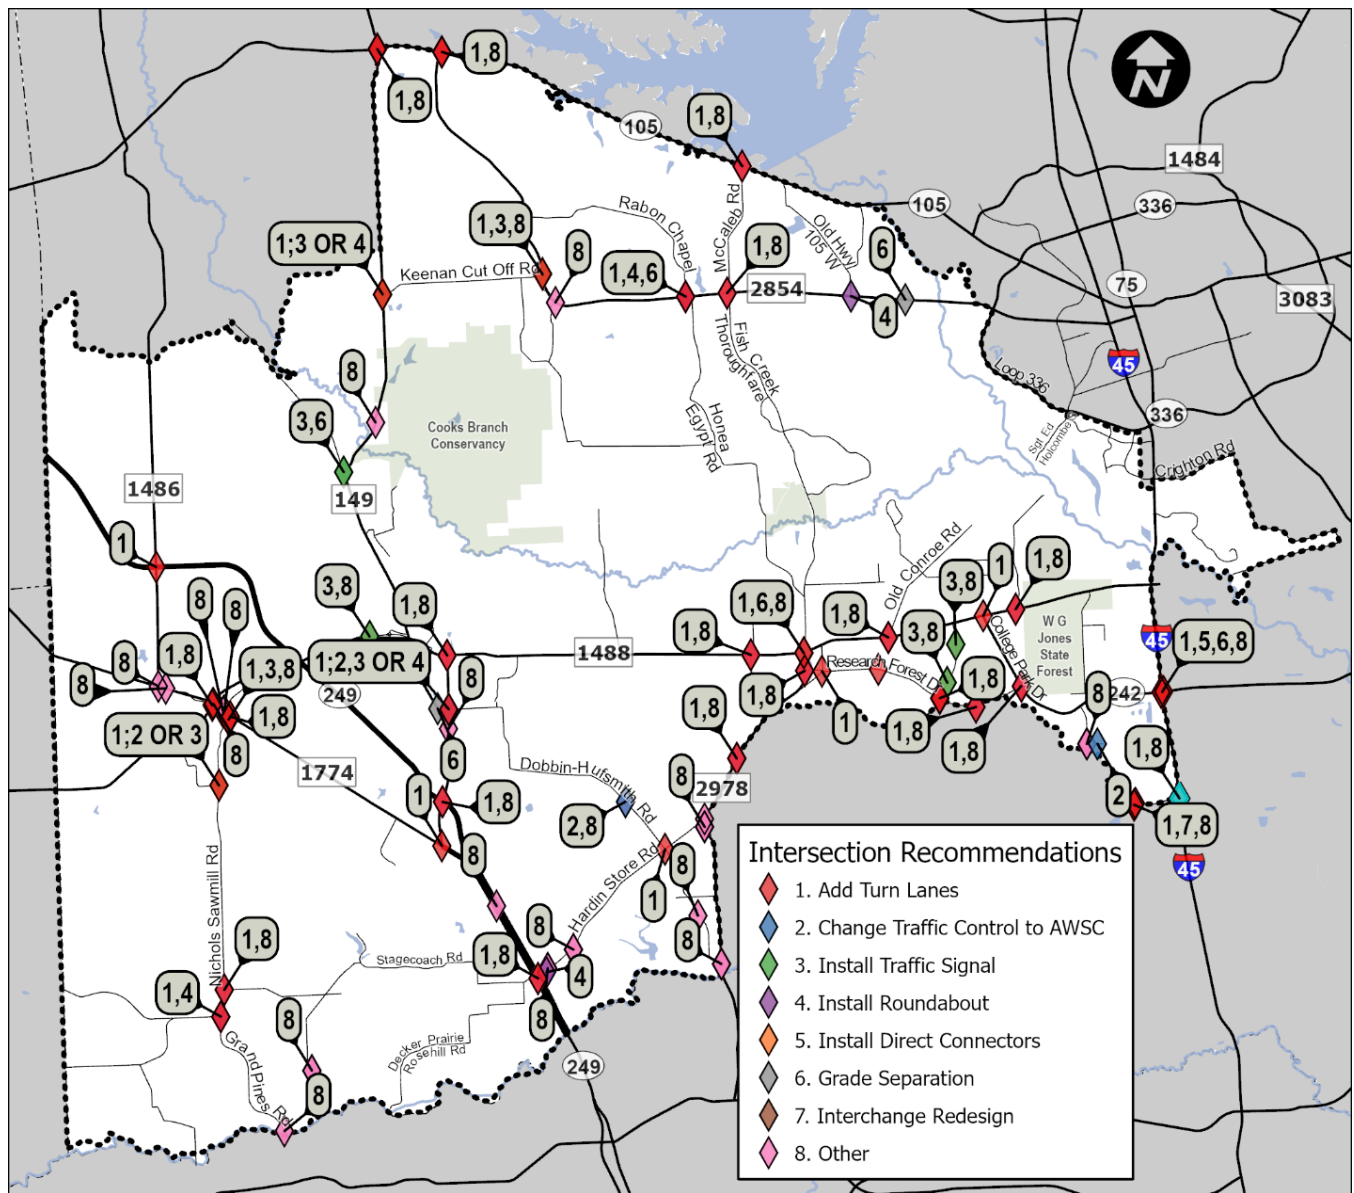 1,8
1,8
105
1,8
1484
105
336
Rabon Chapel
McCaleb Rd
Old Hwy
105 W
1,3,8
8
1,8
6
1;3 OR 4
Keenan Cut Off Rd
1,4,6
2854
4
75
3083
45
Fish Creek
Thoroughfare
Loop 336
8
336
3,6
Cooks Branch
Conservancy
Honea
Egypt Rd
Sgt Ed
Holcombe
Crighton Rd
149
1486
1
Old Conroe Rd
3,8
1
1,8
8
8
3,8
1,8
1,6,8
1,8
3,8
College Park Dr
W G
Jones
State
Forest
45
1,5,6,8
1,8
8
1,8
8
1,3,8
1;2,3 OR 4
1488
8
Research Forest Dr
1,8
1,8
1
242
8
249
1,8
1;2 OR 3
8
1,8
1,8
1,8
1,8
6
1774
Dobbin-Hufsmith Rd
8
2978
2
1,7,8
1
1,8
2,8
45
Nichols Sawmill Rd
8
Hardin Store Rd
1
8
Intersection Recommendations
1. Add Turn Lanes
2. Change Traffic Control to AWSC
3. Install Traffic Signal
4. Install Roundabout
5. Install Direct Connectors
6. Grade Separation
7. Interchange Redesign
8. Other
1,8
8
8
Stagecoach Rd
1,8
4
1,4
8
8
Grand Pines Rd
Decker Prairie
Rosehill Rd
249
8
N